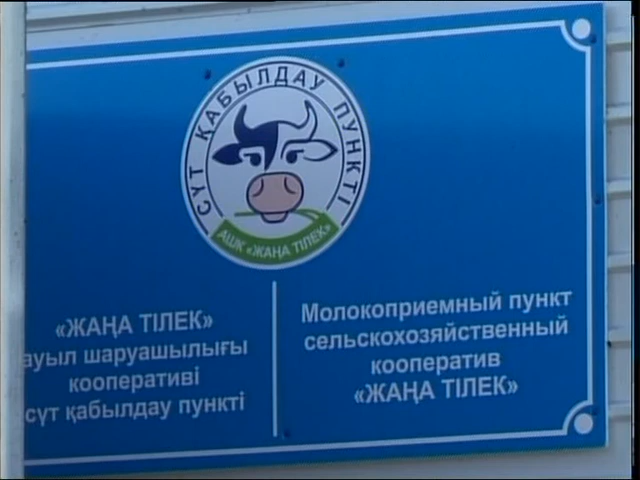 СҮТ ҚАБЫЛДАУ ПУНКТІ
АШК «ЖАҢА ТІЛЕК»
«ЖАҢА ТІЛЕК»
ауыл шаруашылығы
кооперативі
сүт қабылдау пункті
Молокоприемный пункт
сельскохозяйственный
кооператив
«ЖАҢА ТІЛЕК»